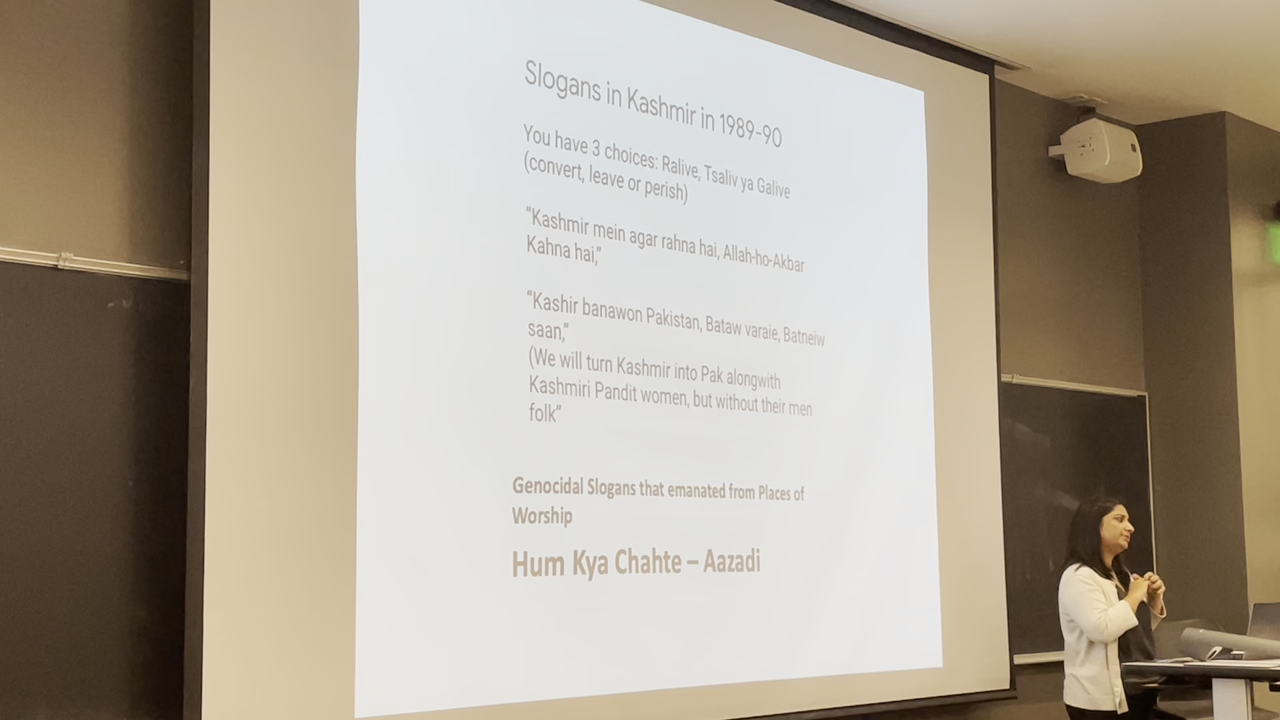 Slogans in Kashmir in 1989-90
You have 3 choices: Ralive, Tsaliv ya Galive
(convert, leave or perish)
“Kashmir mein agar rahna hai, Allah-ho-Akbar
Kahna hai,”
“Kashir banawon Pakistan, Bataw varaie, Batneiw
saan,”
(We will turn Kashmir into Pak alongwith
Kashmiri Pandit women, but without their men
folk”
Genocidal Slogans that emanated from Places of
Worship
Hum Kya Chahte – Aazadi